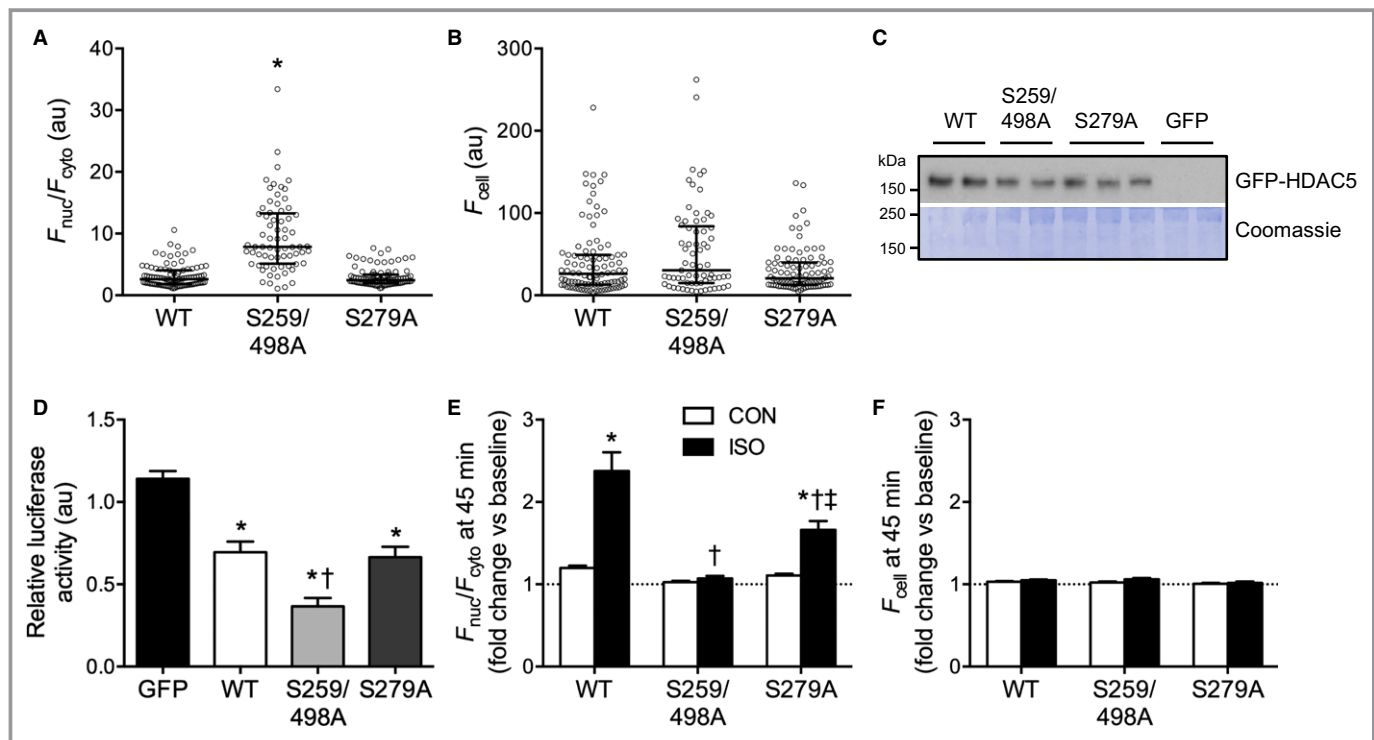 A
F_nuc/F_cyto (au)
40
30
20
10
0
*
WT
S259/
498A
S279A
B
F_cell (au)
300
200
100
0
WT
S259/
498A
S279A
C
WT
S259/
498A
S279A
GFP
kDa
150
250
150
GFP-HDAC5
Coomassie
D
Relative luciferase
activity (au)
1.5
1.0
0.5
0.0
*
*†
*
GFP
WT
S259/
498A
S279A
E
F_nuc/F_cyto at 45 min
(fold change vs baseline)
3
2
1
0
CON
ISO
*
†
*†‡
WT
S259/
498A
S279A
F
F_cell at 45 min
(fold change vs baseline)
3
2
1
0
WT
S259/
498A
S279A